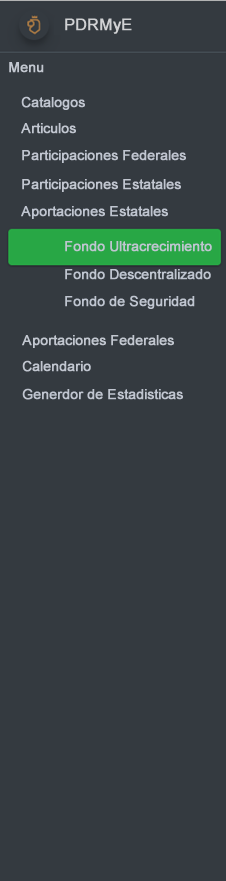 PDRMyE
Menu
Catalogos
Articulos
Participaciones Federales
Participaciones Estatales
Aportaciones Estatales
Fondo Ultracrecimiento
Fondo Descentralizado
Fondo de Seguridad
Aportaciones Federales
Calendario
Generdor de Estadisticas